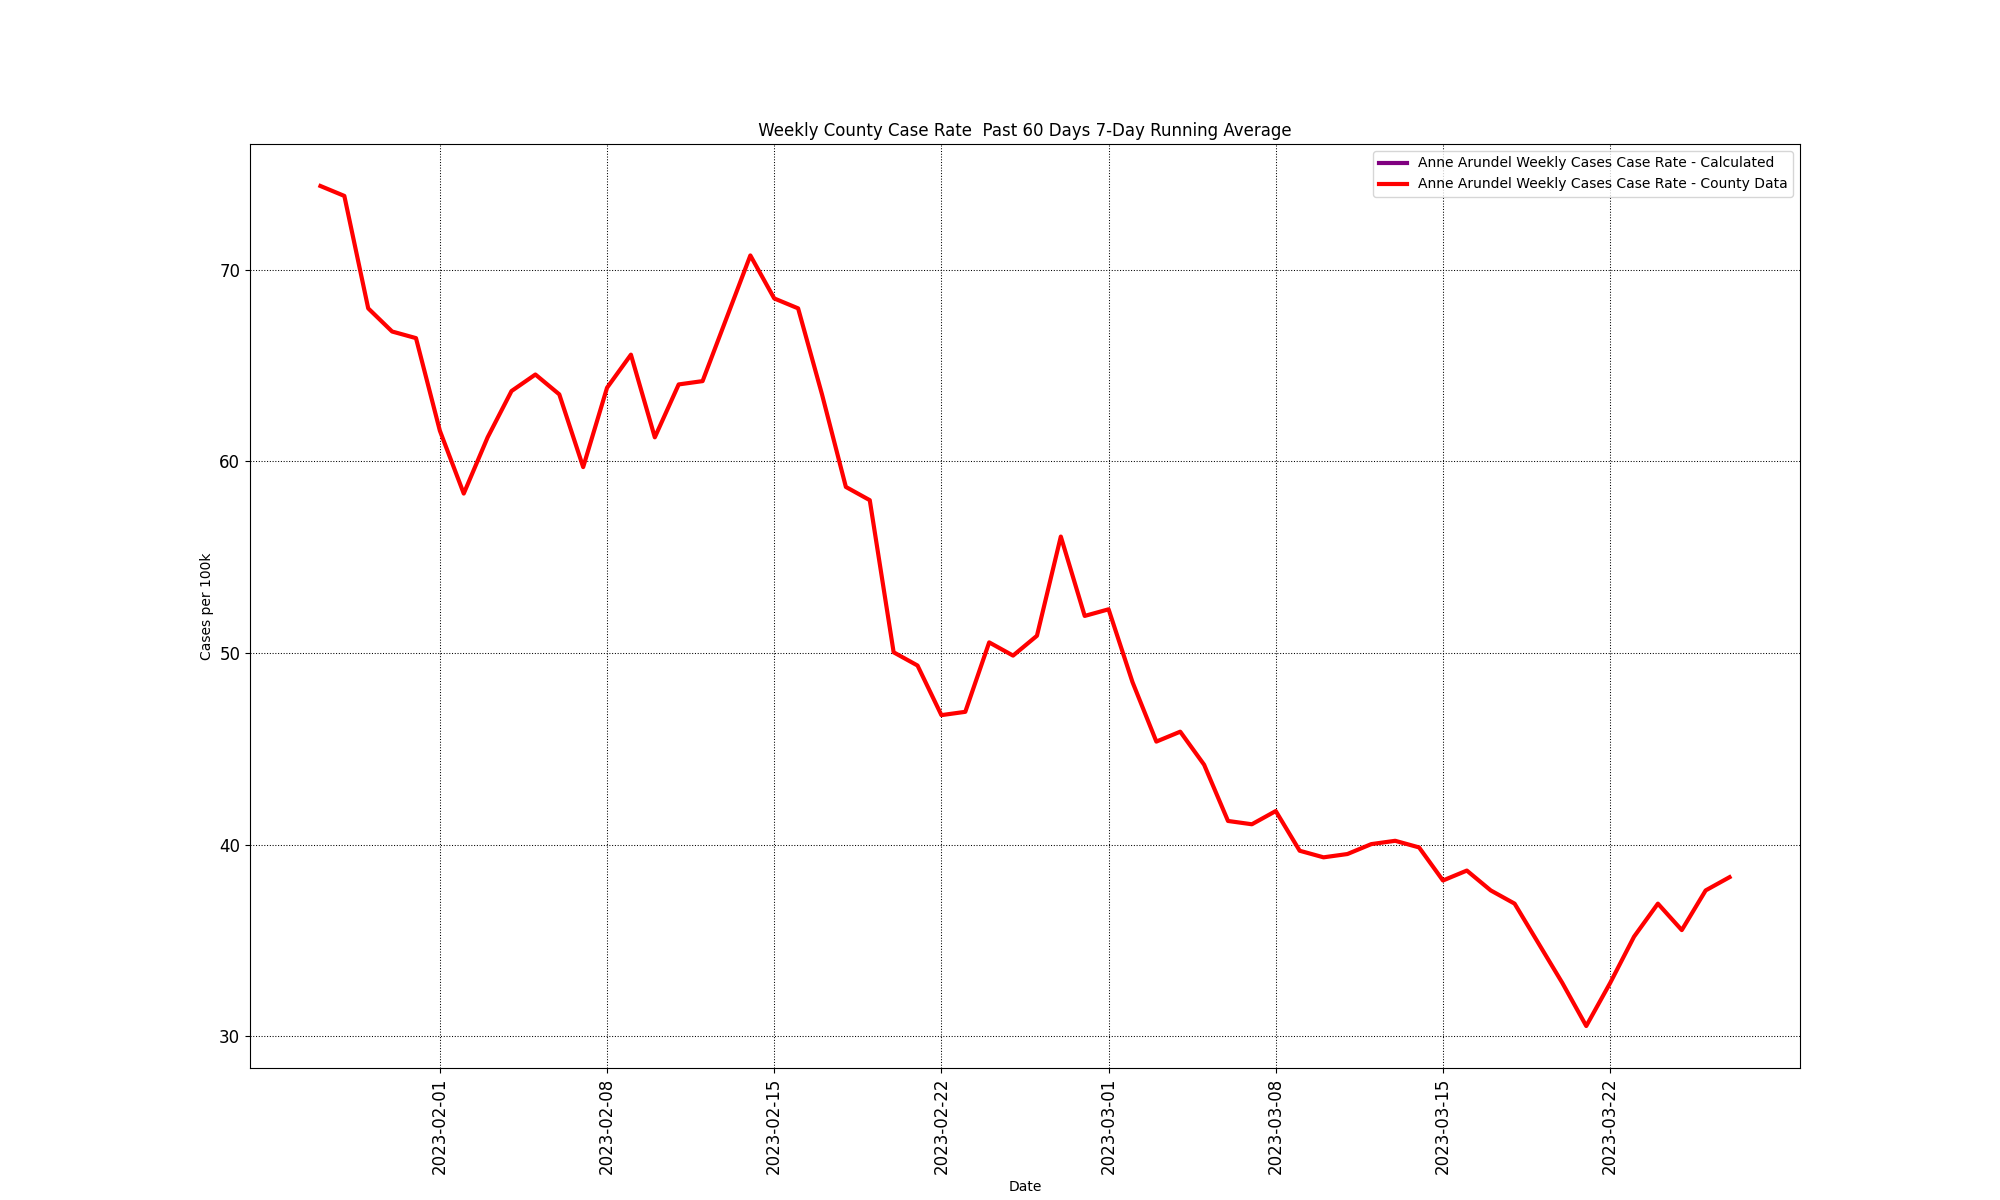 Weekly County Case Rate  Past 60 Days 7-Day Running Average
Anne Arundel Weekly Cases Case Rate - Calculated
Anne Arundel Weekly Cases Case Rate - County Data
Cases per 100k
70
60
50
40
30
2023-02-01
2023-02-08
2023-02-15
2023-02-22
2023-03-01
2023-03-08
2023-03-15
2023-03-22
Date